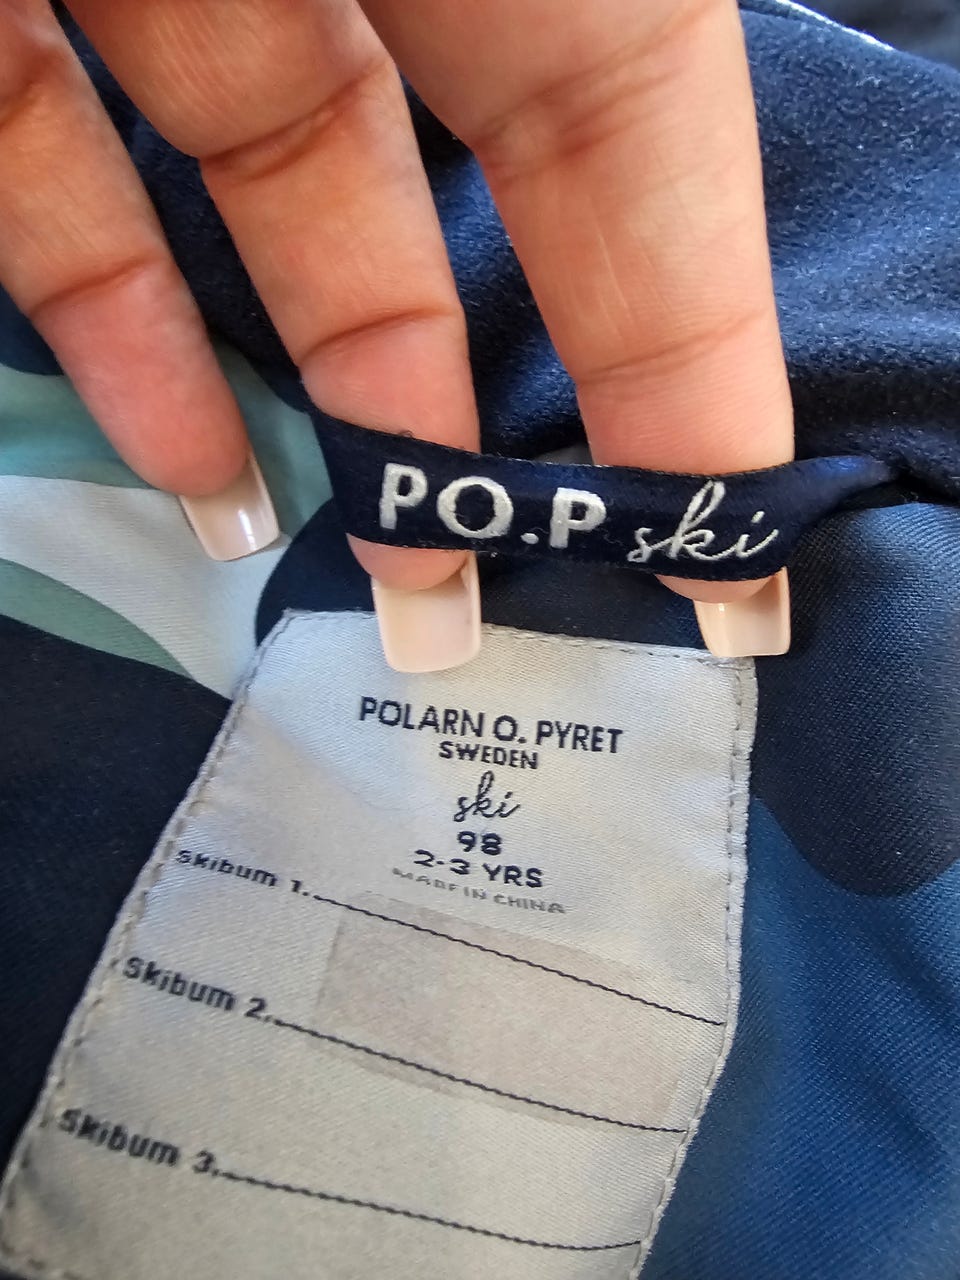 PO.P ski
POLARN O. PYRET
SWEDEN
ski
98
2-3 YRS
MADE IN CHINA
Skibum 1.
Skibum 2.
Skibum 3.